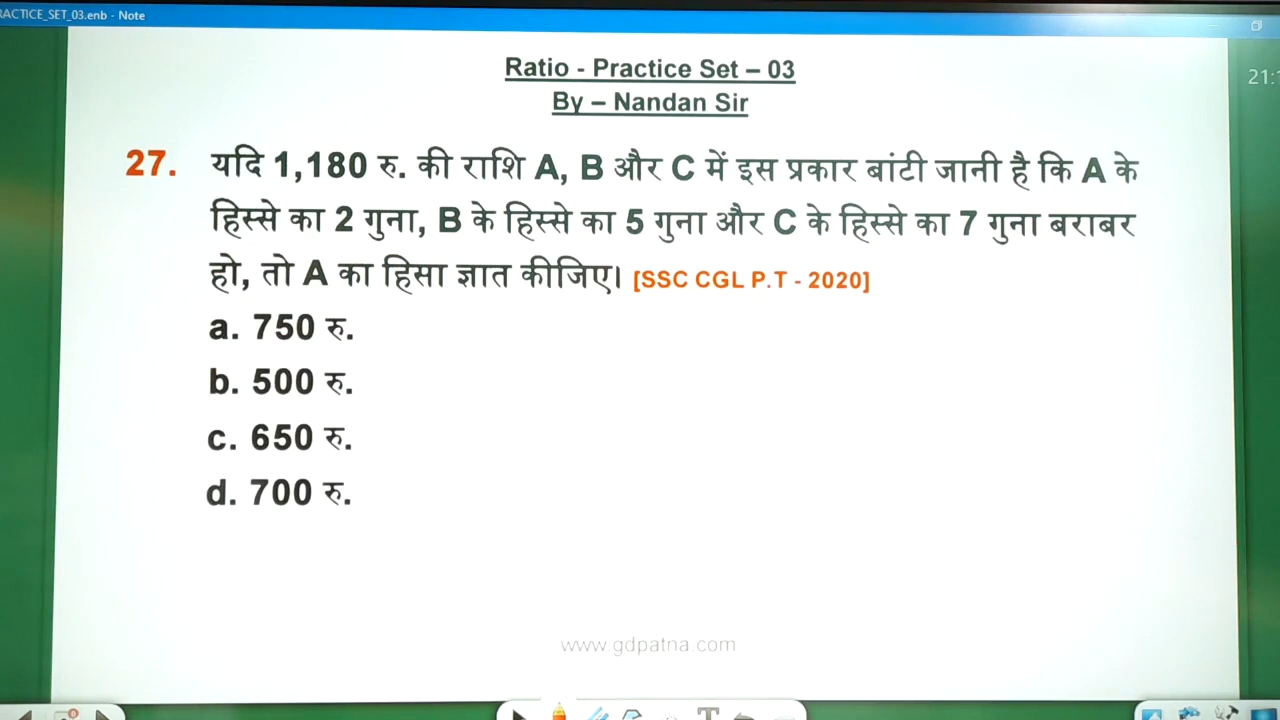 RACTICE_SET_03.enb - Note
Ratio - Practice Set – 03
By – Nandan Sir
27. यदि 1,180 रु. की राशि A, B और C में इस प्रकार बांटी जानी है कि A के
हिस्से का 2 गुना, B के हिस्से का 5 गुना और C के हिस्से का 7 गुना बराबर
हो, तो A का हिसा ज्ञात कीजिए। [SSC CGL P.T - 2020]
a. 750 रु.
b. 500 रु.
c. 650 रु.
d. 700 रु.
www.gdpatna.com